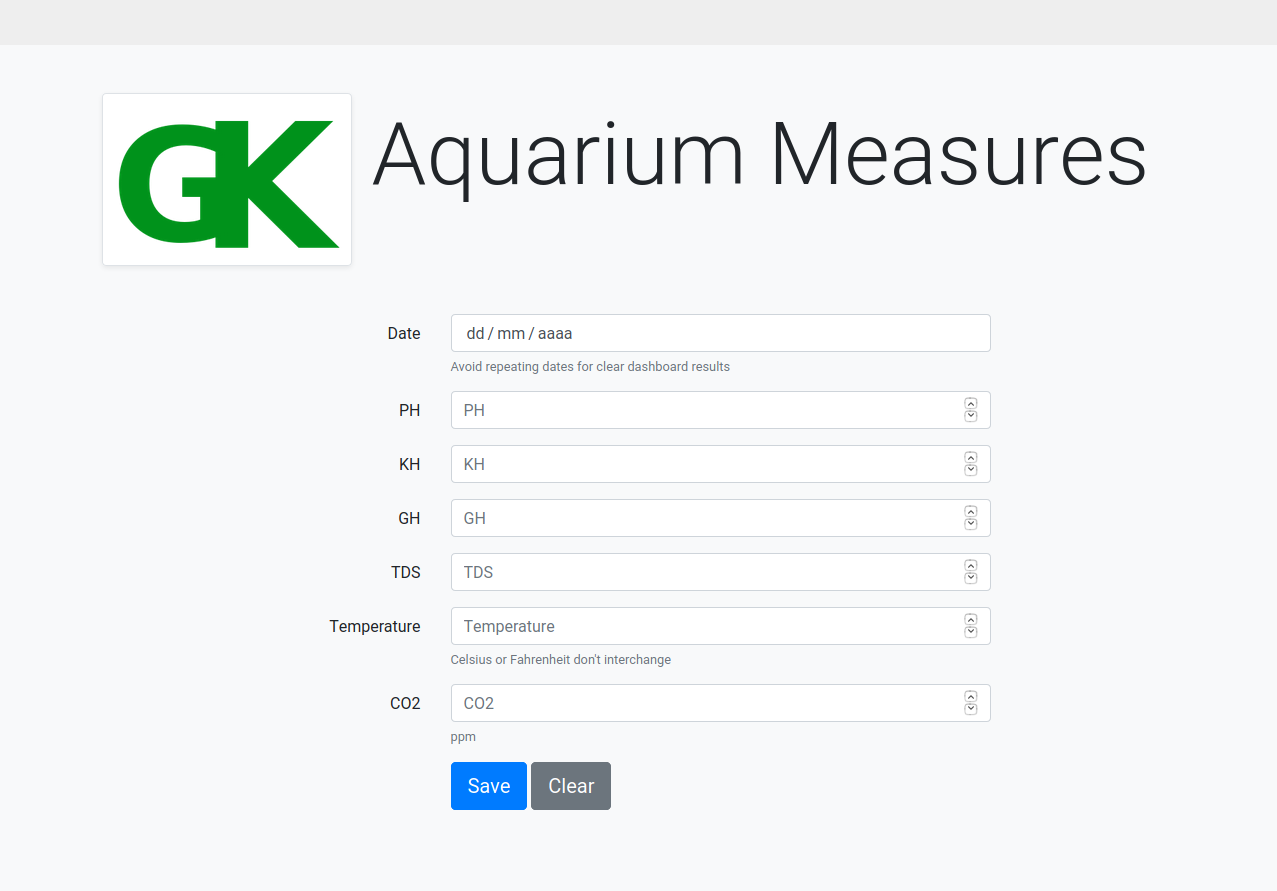 GK
Aquarium Measures
Date
dd / mm / aaaa
Avoid repeating dates for clear dashboard results
PH
PH
KH
KH
GH
GH
TDS
TDS
Temperature
Temperature
Celsius or Fahrenheit don't interchange
CO2
CO2
ppm
Save Clear